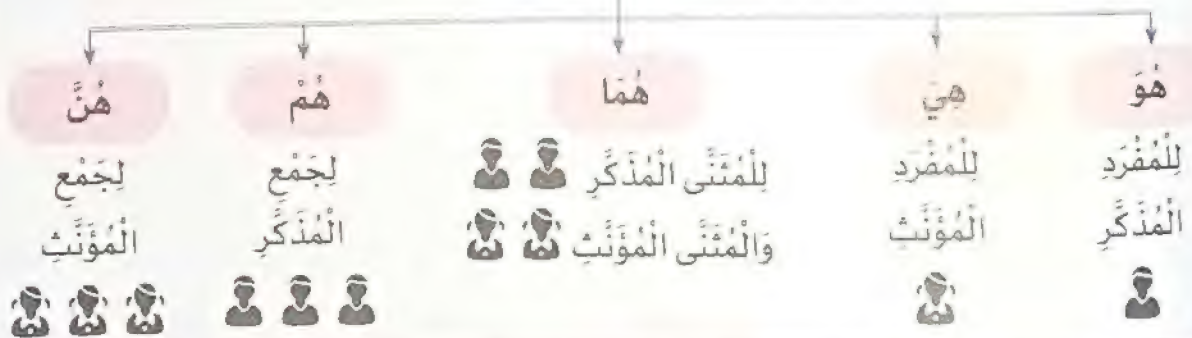 هُوَ
لِلْمُفْرَدِ
الْمُذَكَّرِ
هِيَ
لِلْمُفْرَدِ
الْمُؤَنَّثِ
هُمَا
لِلْمُثَنَّى الْمُذَكَّرِ
وَالْمُثَنَّى الْمُؤَنَّثِ
هُمْ
لِجَمْعِ
الْمُذَكَّرِ
هُنَّ
لِجَمْعِ
الْمُؤَنَّثِ